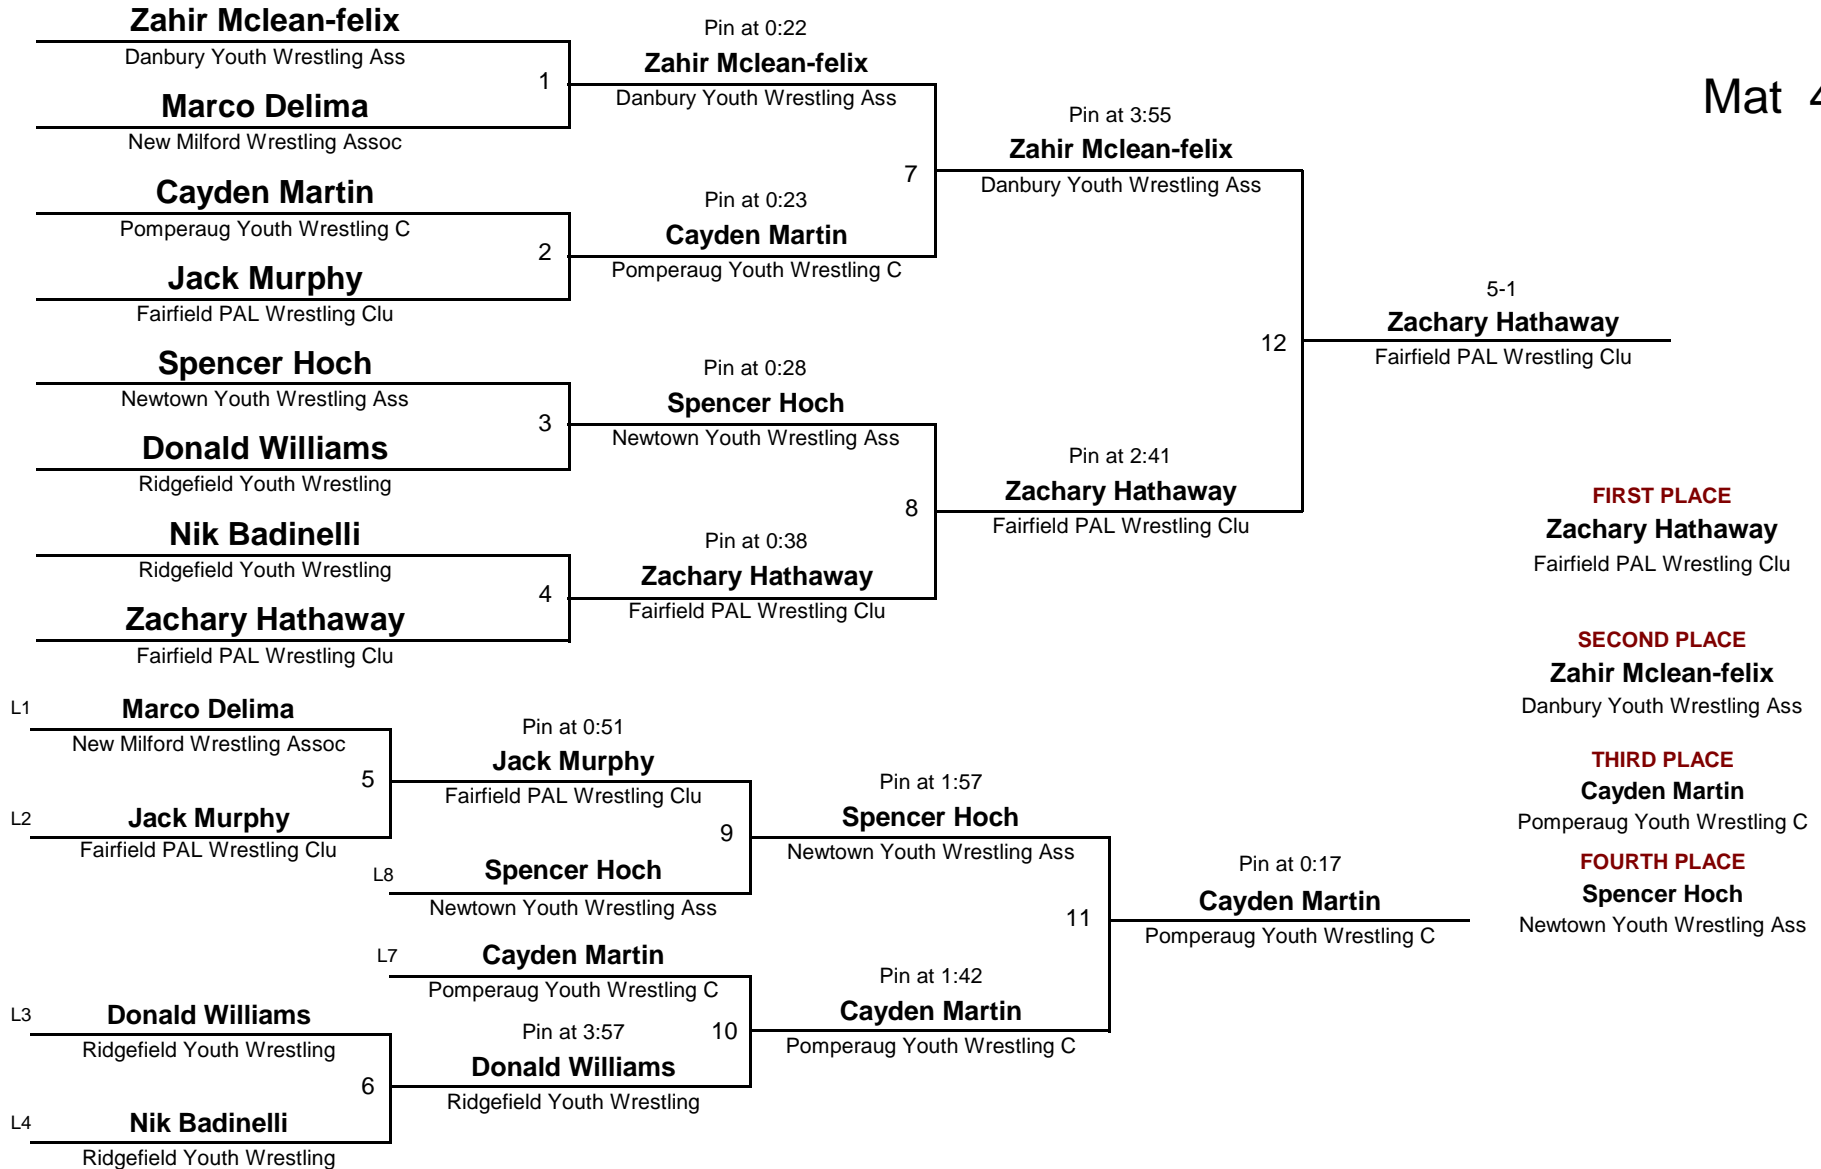 Zahir Mclean-felix
Danbury Youth Wrestling Ass
1
Marco Delima
New Milford Wrestling Assoc
Pin at 0:22
Zahir Mclean-felix
Danbury Youth Wrestling Ass
Cayden Martin
Pomperaug Youth Wrestling C
2
Jack Murphy
Fairfield PAL Wrestling Clu
Pin at 0:23
Cayden Martin
Pomperaug Youth Wrestling C
7
Pin at 3:55
Zahir Mclean-felix
Danbury Youth Wrestling Ass
Mat 4
Spencer Hoch
Newtown Youth Wrestling Ass
3
Donald Williams
Ridgefield Youth Wrestling
Pin at 0:28
Spencer Hoch
Newtown Youth Wrestling Ass
Nik Badinelli
Ridgefield Youth Wrestling
4
Zachary Hathaway
Fairfield PAL Wrestling Clu
Pin at 0:38
Zachary Hathaway
Fairfield PAL Wrestling Clu
8
Pin at 2:41
Zachary Hathaway
Fairfield PAL Wrestling Clu
12
5-1
Zachary Hathaway
Fairfield PAL Wrestling Clu
FIRST PLACE
Zachary Hathaway
Fairfield PAL Wrestling Clu
SECOND PLACE
Zahir Mclean-felix
Danbury Youth Wrestling Ass
THIRD PLACE
Cayden Martin
Pomperaug Youth Wrestling C
FOURTH PLACE
Spencer Hoch
Newtown Youth Wrestling Ass
L1
Marco Delima
New Milford Wrestling Assoc
5
L2
Jack Murphy
Fairfield PAL Wrestling Clu
Pin at 0:51
Jack Murphy
Fairfield PAL Wrestling Clu
9
L8
Spencer Hoch
Newtown Youth Wrestling Ass
Pin at 1:57
Spencer Hoch
Newtown Youth Wrestling Ass
L7
Cayden Martin
Pomperaug Youth Wrestling C
10
L3
Donald Williams
Ridgefield Youth Wrestling
6
L4
Nik Badinelli
Ridgefield Youth Wrestling
Pin at 3:57
Donald Williams
Ridgefield Youth Wrestling
Pin at 1:42
Cayden Martin
Pomperaug Youth Wrestling C
11
Pin at 0:17
Cayden Martin
Pomperaug Youth Wrestling C